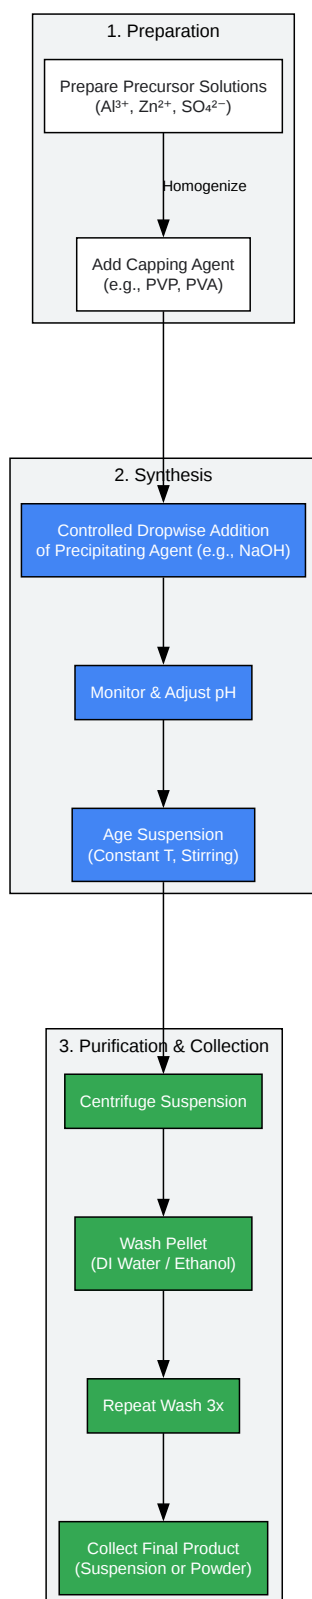 1. Preparation
Prepare Precursor Solutions
(Al³⁺, Zn²⁺, SO₄²⁻)
Homogenize
Add Capping Agent
(e.g., PVP, PVA)
2. Synthesis
Controlled Dropwise Addition
of Precipitating Agent (e.g., NaOH)
Monitor & Adjust pH
Age Suspension
(Constant T, Stirring)
3. Purification & Collection
Centrifuge Suspension
Wash Pellet
(DI Water / Ethanol)
Repeat Wash 3x
Collect Final Product
(Suspension or Powder)